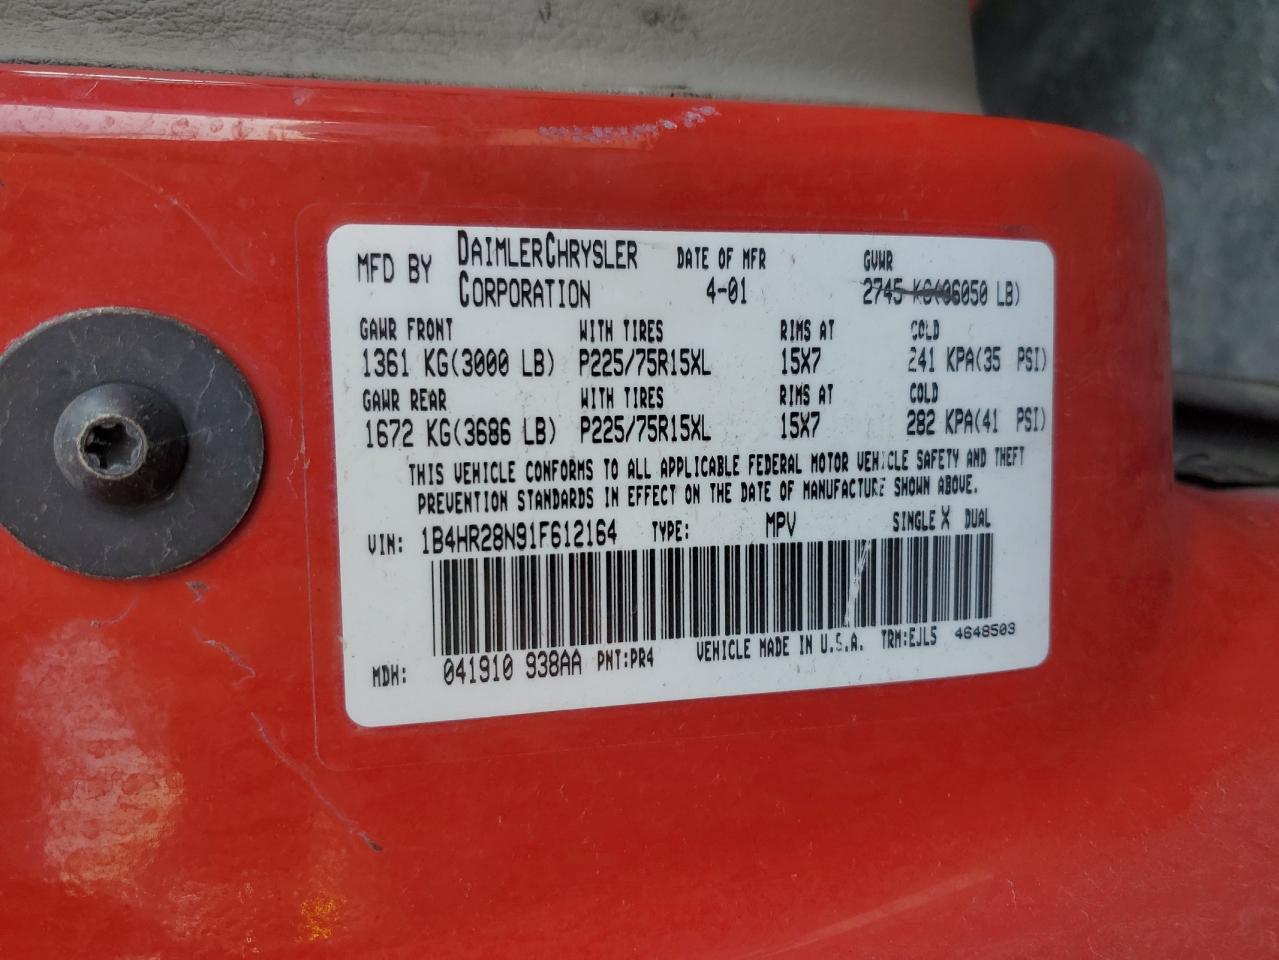 MFD BY DAIMLERCHRYSLER CORPORATION DATE OF MFR 4-01 GVWR 2745 KG(06050 LB)
GAWR FRONT WITH TIRES RIMS AT COLD
1361 KG(3000 LB) P225/75R15XL 15X7 241 KPA(35 PSI)
GAWR REAR WITH TIRES RIMS AT COLD
1672 KG(3686 LB) P225/75R15XL 15X7 282 KPA(41 PSI)
THIS VEHICLE CONFORMS TO ALL APPLICABLE FEDERAL MOTOR VEHICLE SAFETY AND THEFT
PREVENTION STANDARDS IN EFFECT ON THE DATE OF MANUFACTURE SHOWN ABOVE.
VIN: 1B4HR28N91F612164 TYPE: MPV SINGLE X DUAL
MDH: 041910 938AA PNT:PR4 VEHICLE MADE IN U.S.A. TRM:EJL5 4648503